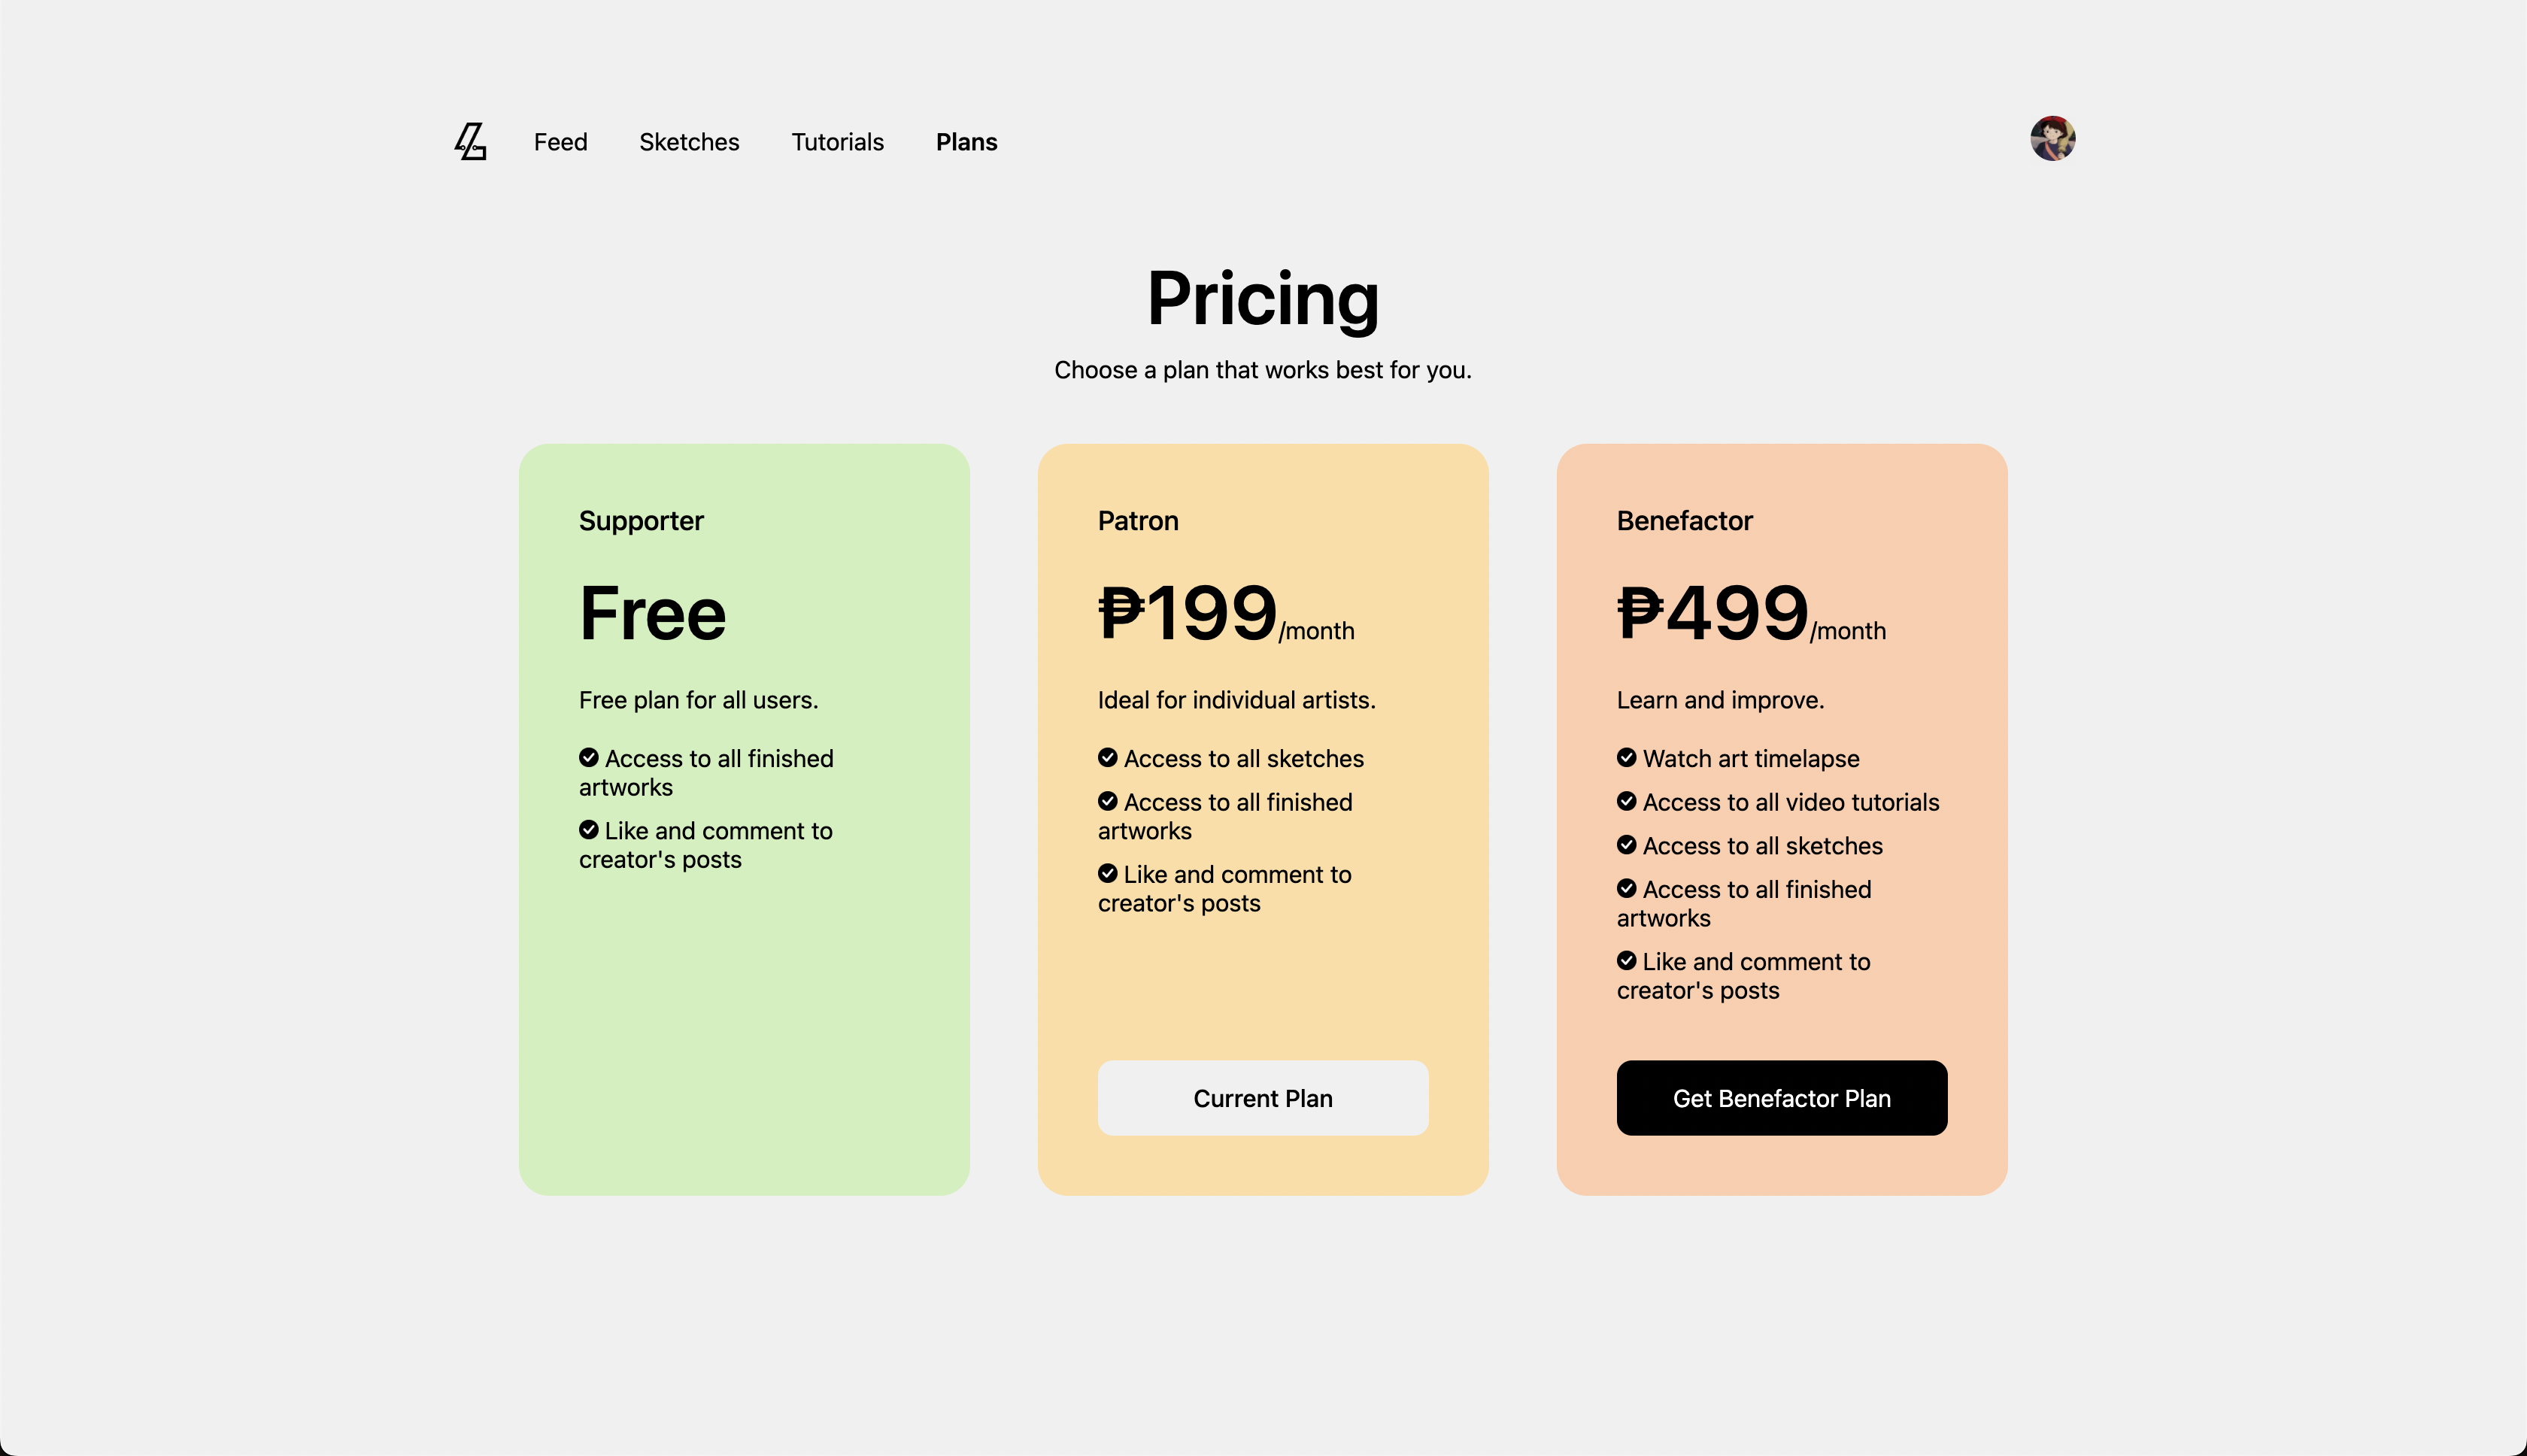 Feed
Sketches
Tutorials
Plans
Pricing
Choose a plan that works best for you.
Supporter
Free
Free plan for all users.
Access to all finished
artworks
Like and comment to
creator's posts
Patron
₱199/month
Ideal for individual artists.
Access to all sketches
Access to all finished
artworks
Like and comment to
creator's posts
Current Plan
Benefactor
₱499/month
Learn and improve.
Watch art timelapse
Access to all video tutorials
Access to all sketches
Access to all finished
artworks
Like and comment to
creator's posts
Get Benefactor Plan